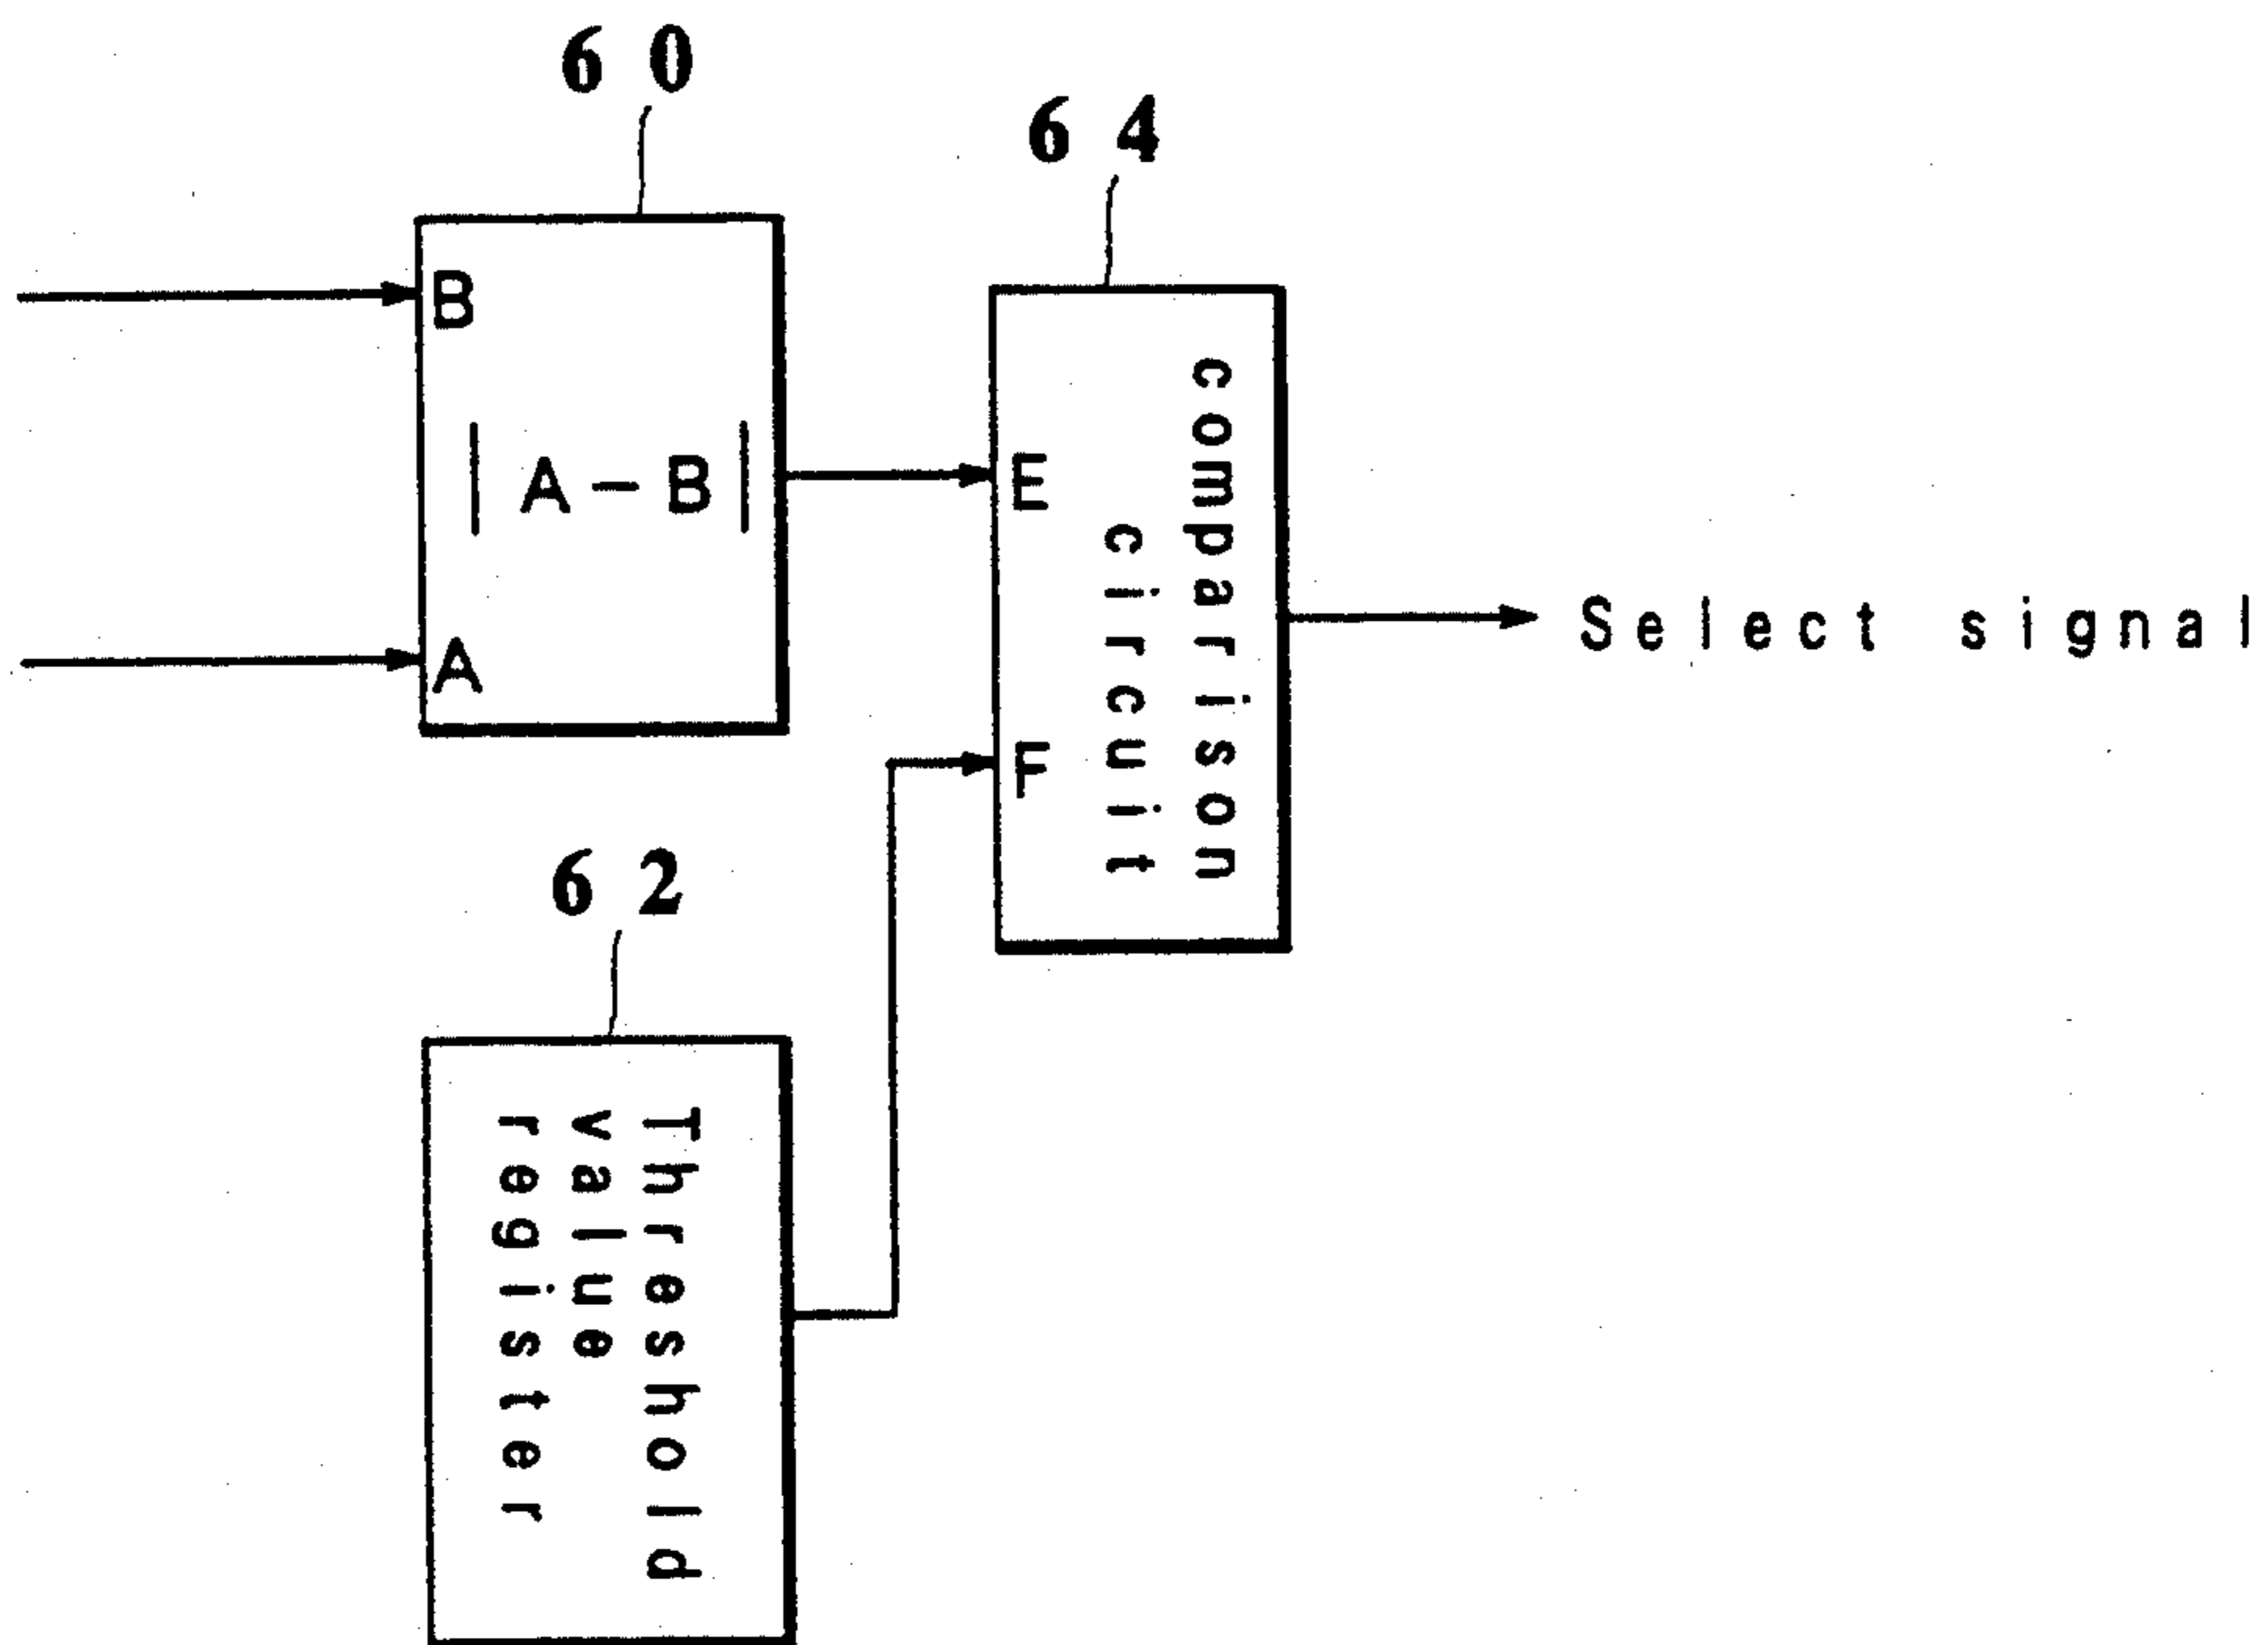 60
64
B
|A-B|
A
E
F
comparison
circuit
Select signal
62
Threshold
value
register